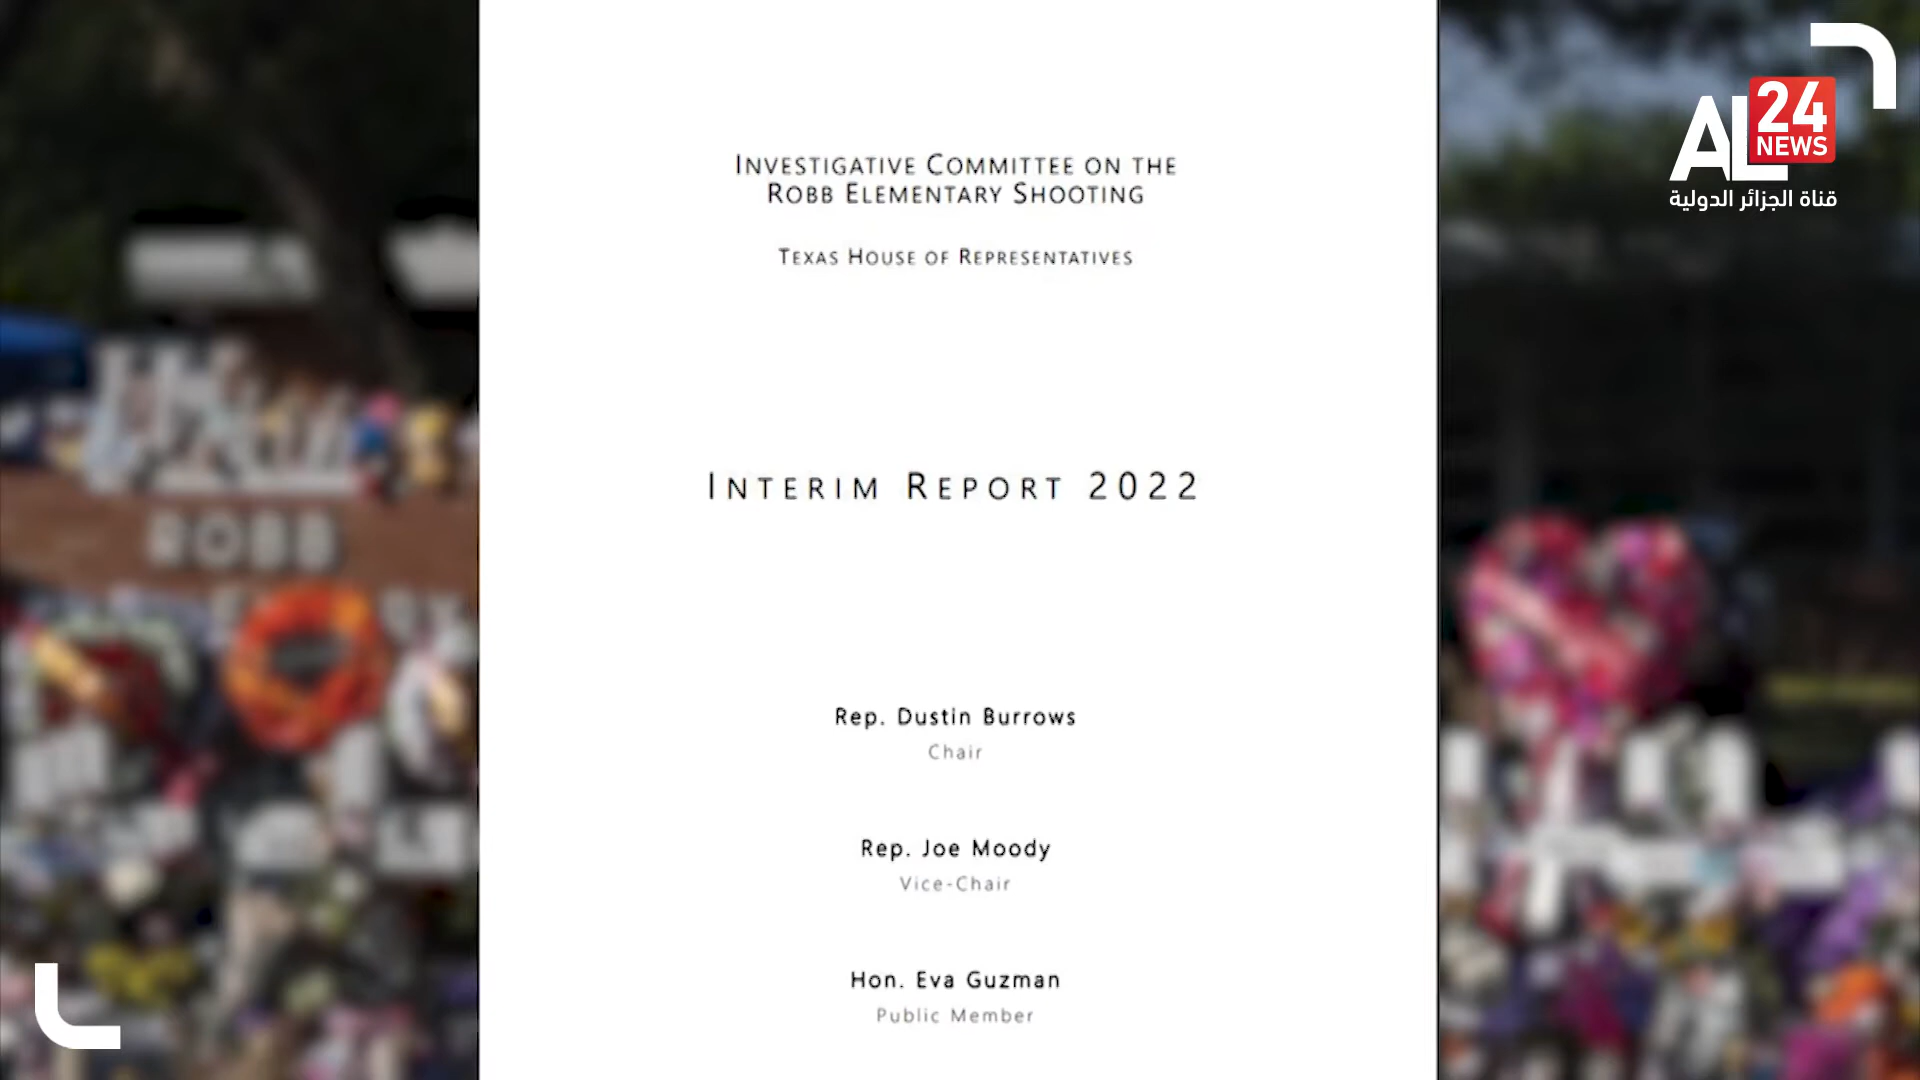 INVESTIGATIVE COMMITTEE ON THE
ROBB ELEMENTARY SHOOTING
TEXAS HOUSE OF REPRESENTATIVES
INTERIM REPORT 2022
Rep. Dustin Burrows
Chair
Rep. Joe Moody
Vice-Chair
Hon. Eva Guzman
Public Member
AL
24
NEWS
قناة الجزائر الدولية
ROBB